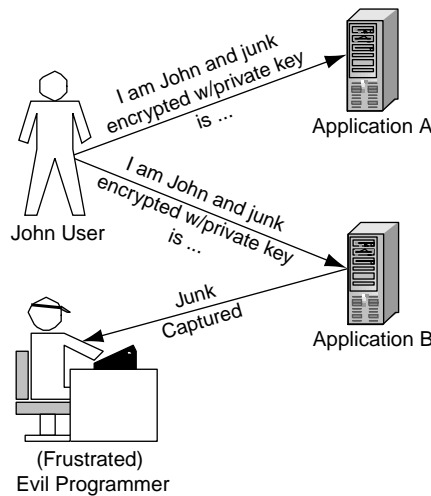 I am John and junk
encrypted w/private key
is ...
Application A
I am John and junk
encrypted w/private key
is ...
John User
Junk
Captured
Application B
(Frustrated)
Evil Programmer